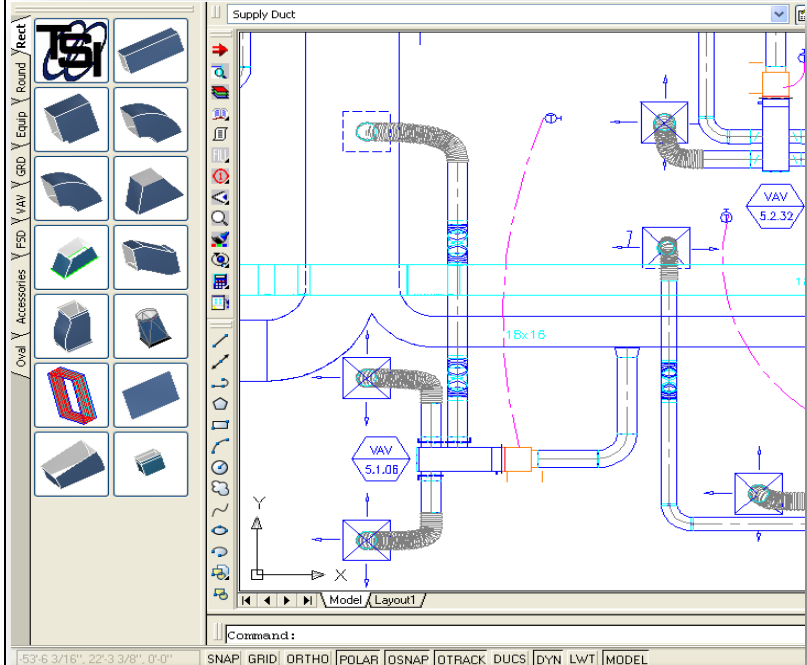 Supply Duct
Rect
Round
Equip
GRD
VAV
FSD
Accessories
Oval
TSI
VAV
5.2.32
18x16
VAV
5.1.06
Y
X
Model
Layout1
Command:
-53'-6 3/16", 22'-3 3/8", 0'-0"
SNAP GRID ORTHO POLAR OSNAP OTRACK DUCS DYN LWT MODEL